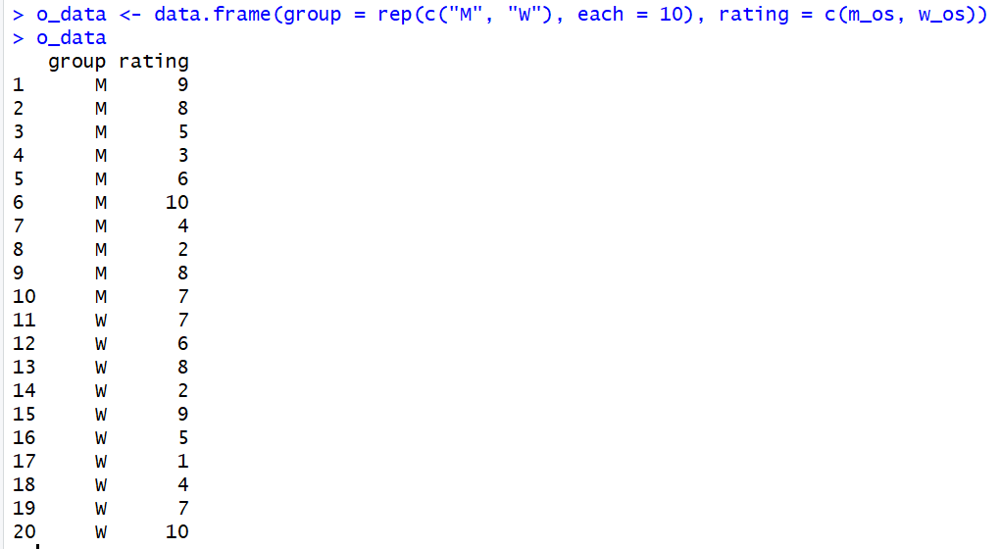 > o_data <- data.frame(group = rep(c("M", "W"), each = 10), rating = c(m_os, w_os))
> o_data
   group rating
1      M      9
2      M      8
3      M      5
4      M      3
5      M      6
6      M     10
7      M      4
8      M      2
9      M      8
10     M      7
11     W      7
12     W      6
13     W      8
14     W      2
15     W      9
16     W      5
17     W      1
18     W      4
19     W      7
20     W     10